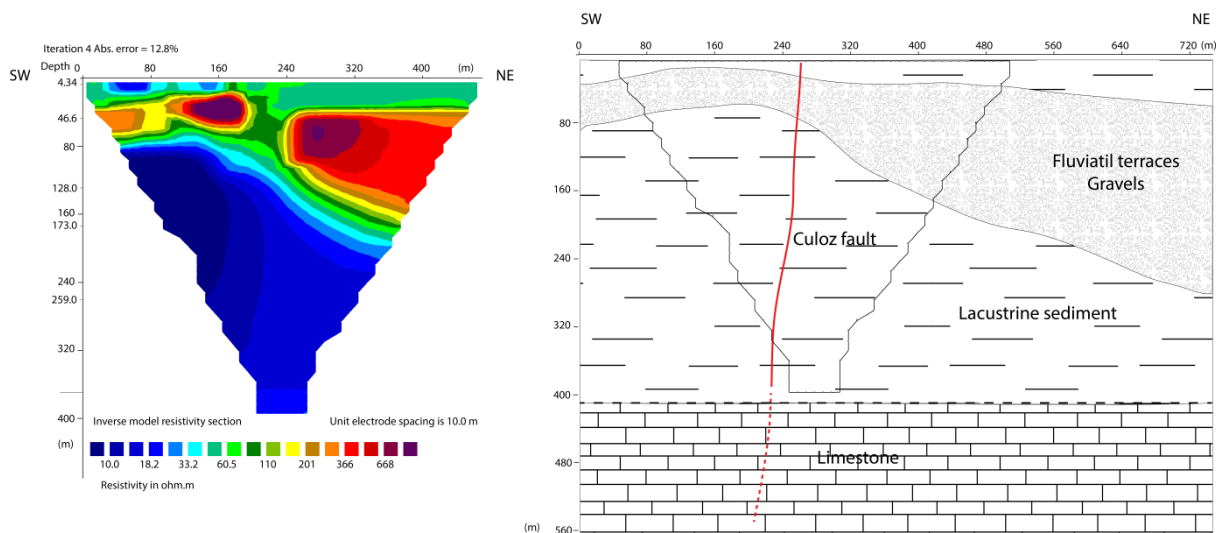 Iteration 4 Abs. error = 12.8%
SW
Depth 0 80 160 240 320 400 (m)
NE
4.34
46.6
80
128.0
160
173.0
240
259.0
320
400
(m)
Inverse model resistivity section
Unit electrode spacing is 10.0 m
10.0 18.2 33.2 60.5 110 201 366 668
Resistivity in ohm.m
SW
NE
0 80 160 240 320 400 480 560 640 720 (m)
0
80
160
240
320
400
480
(m) 560
Fluviatil terraces
Gravels
Culoz fault
Lacustrine sediment
Limestone